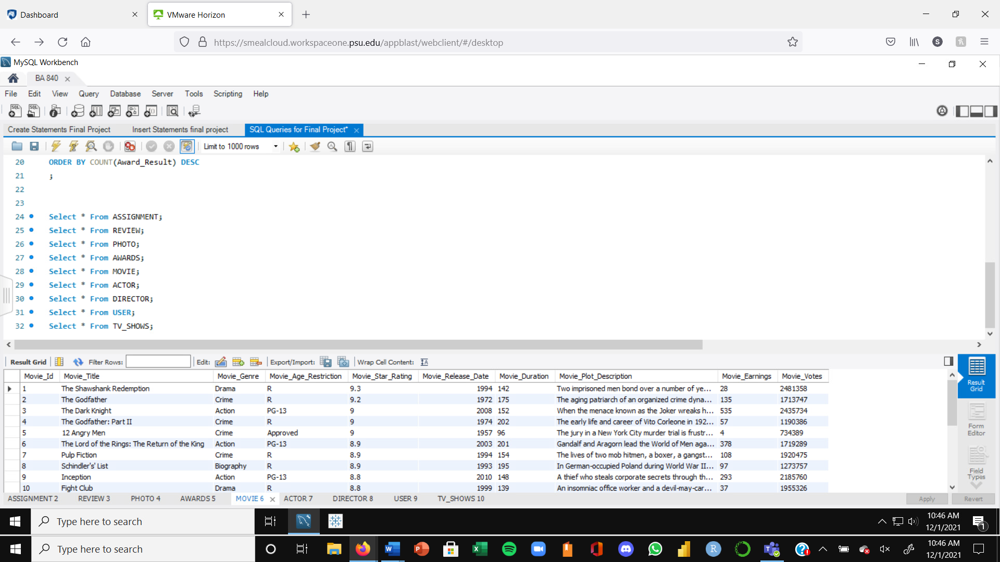 Dashboard
VMware Horizon
https://smealcloud.workspaceone.psu.edu/appblast/webclient/#/desktop
S
MySQL Workbench
BA 840
File Edit View Query Database Server Tools Scripting Help
Create Statements Final Project Insert Statements final project SQL Queries for Final Project*
Limit to 1000 rows
20 ORDER BY COUNT(Award_Result) DESC
21 ;
22
23
24 Select * From ASSIGNMENT;
25 Select * From REVIEW;
26 Select * From PHOTO;
27 Select * From AWARDS;
28 Select * From MOVIE;
29 Select * From ACTOR;
30 Select * From DIRECTOR;
31 Select * From USER;
32 Select * From TV_SHOWS;
Result Grid Filter Rows: Edit: Export/Import: Wrap Cell Content: IA
Movie_Id Movie_Title Movie_Genre Movie_Age_Restriction Movie_Star_Rating Movie_Release_Date Movie_Duration Movie_Plot_Description Movie_Earnings Movie_Votes
1 The Shawshank Redemption Drama R 9.3 1994 142 Two imprisoned men bond over a number of ye... 28 2481358
2 The Godfather Crime R 9.2 1972 175 The aging patriarch of an organized crime dyna... 135 1713747
3 The Dark Knight Action PG-13 9 2008 152 When the menace known as the Joker wreaks h... 535 2435734
4 The Godfather: Part II Crime R 9 1974 202 The early life and career of Vito Corleone in 192... 57 1190386
5 12 Angry Men Crime Approved 9 1957 96 The jury in a New York City murder trial is frustr... 4 734389
6 The Lord of the Rings: The Return of the King Action PG-13 8.9 2003 201 Gandalf and Aragorn lead the World of Men aga... 378 1719289
7 Pulp Fiction Crime R 8.9 1994 154 The lives of two mob hitmen, a boxer, a gangst... 108 1920475
8 Schindler's' List Biography R 8.9 1993 195 In German-occupied Poland during World War II... 97 1273757
9 Inception Action PG-13 8.8 2010 148 A thief who steals corporate secrets through th... 293 2185760
10 Fight Club Drama R 8.8 1999 139 An insomniac office worker and a devil-may-car... 37 1955326
Result
Grid
Form
Editor
Field
Types
ASSIGNMENT 2 REVIEW 3 PHOTO 4 AWARDS 5 MOVIE 6 ACTOR 7 DIRECTOR 8 USER 9 TV_SHOWS 10 Apply Revert
Type here to search
10:46 AM
12/1/2021
1
Type here to search
10:46 AM
12/1/2021